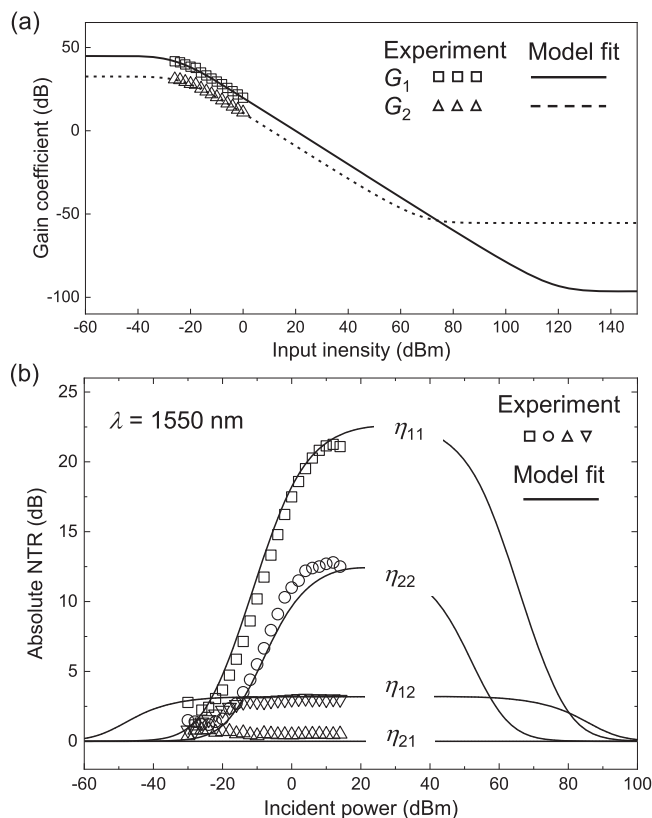 (a)
50
0
-50
-100
Gain coefficient (dB)
Experiment Model fit
G1
G2
-60 -40 -20 0 20 40 60 80 100 120 140
Input inensity (dBm)
(b)
25
20
15
10
5
0
Absolute NTR (dB)
λ = 1550 nm
Experiment
Model fit
η11
η22
η12
η21
-60 -40 -20 0 20 40 60 80 100
Incident power (dBm)